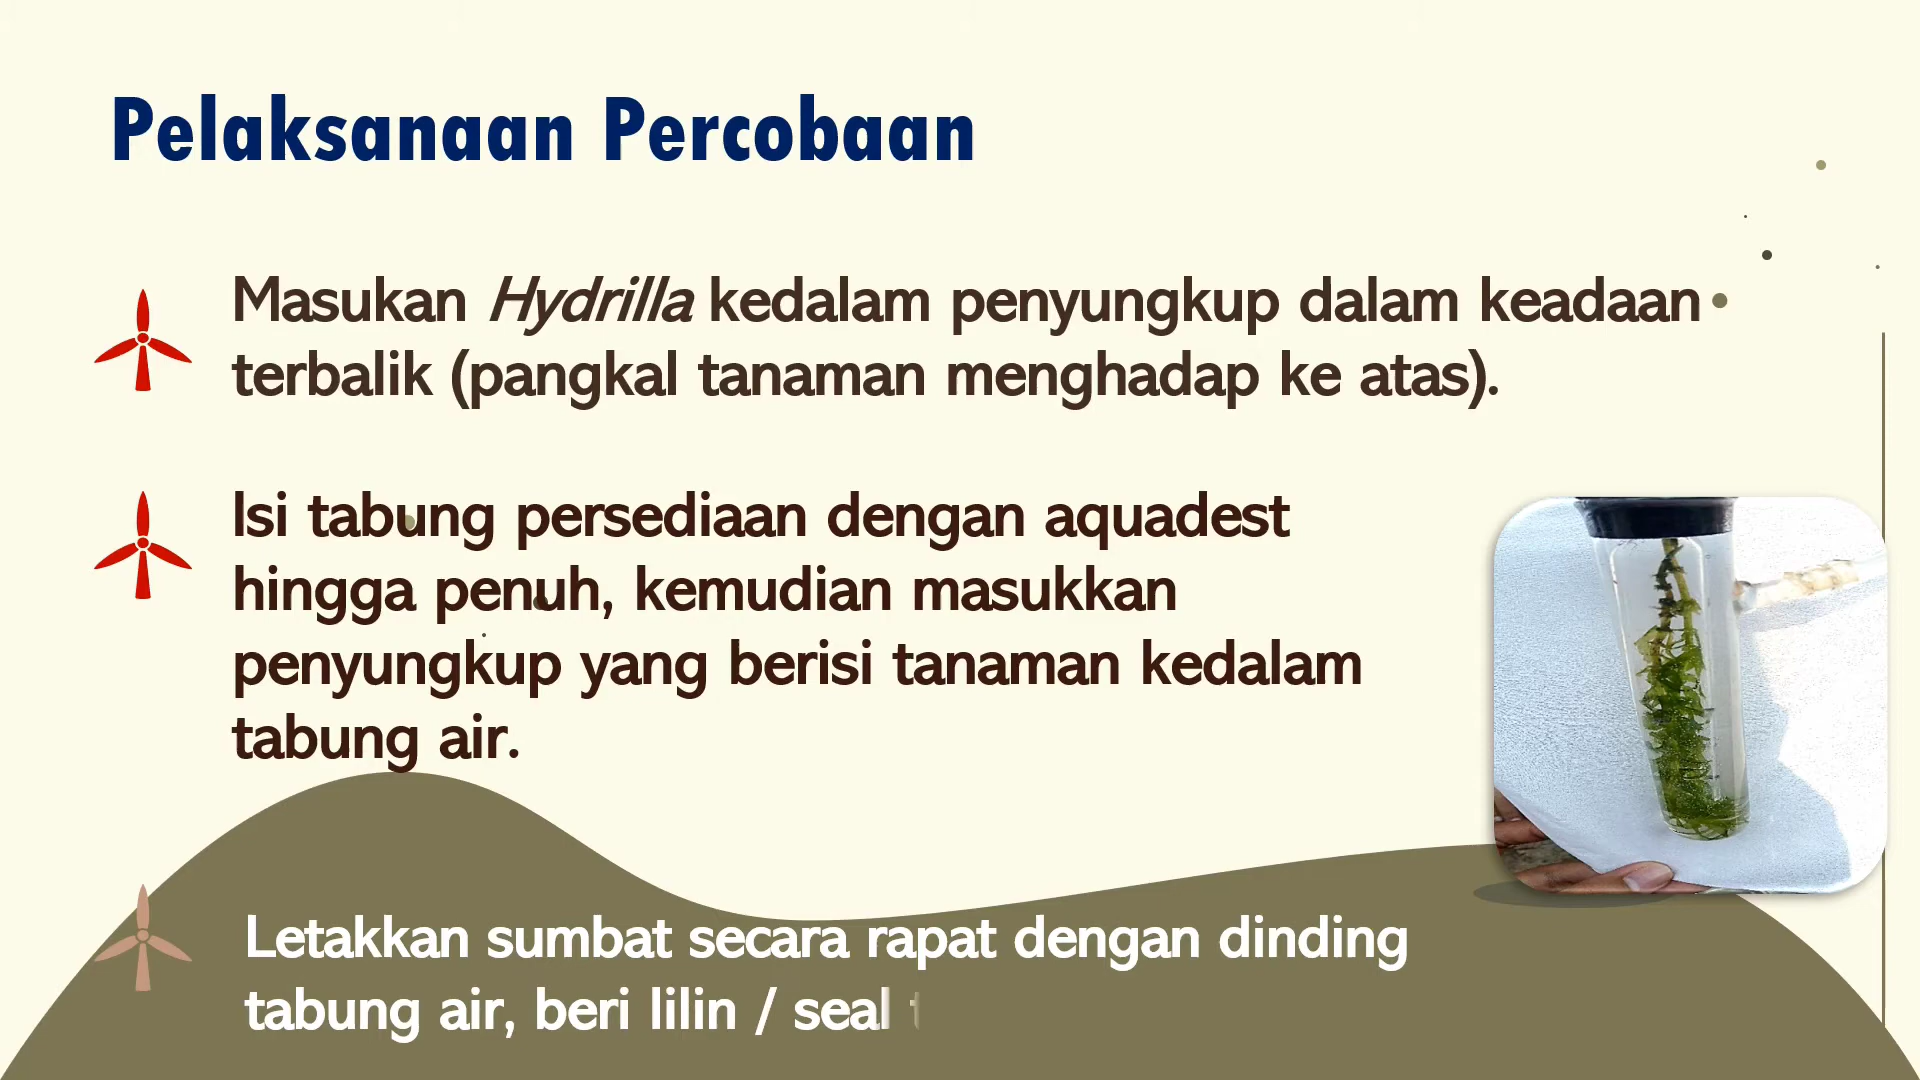 Pelaksanaan Percobaan
Masukan Hydrilla kedalam penyungkup dalam keadaan
terbalik (pangkal tanaman menghadap ke atas).
Isi tabung persediaan dengan aquadest
hingga penuh, kemudian masukkan
penyungkup yang berisi tanaman kedalam
tabung air.
Letakkan sumbat secara rapat dengan dinding
tabung air, beri lilin / seal